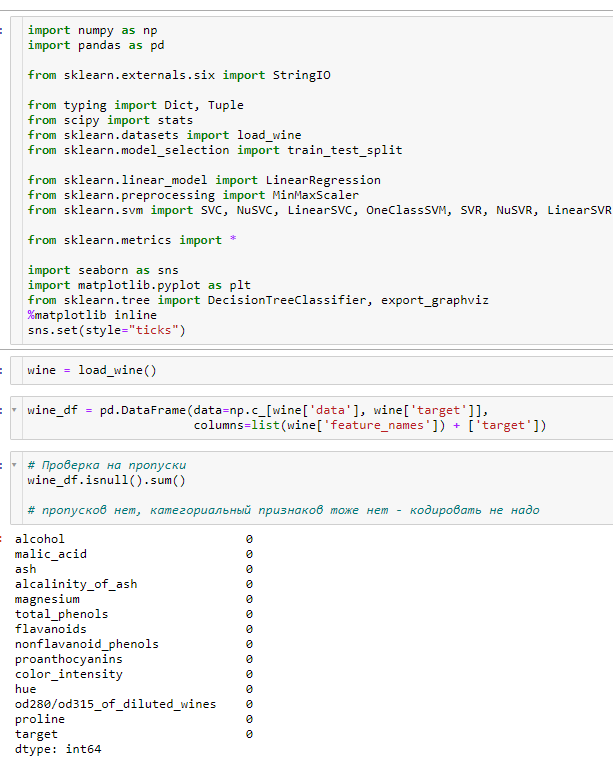 import numpy as np
import pandas as pd
from sklearn.externals.six import StringIO
from typing import Dict, Tuple
from scipy import stats
from sklearn.datasets import load_wine
from sklearn.model_selection import train_test_split
from sklearn.linear_model import LinearRegression
from sklearn.preprocessing import MinMaxScaler
from sklearn.svm import SVC, NuSVC, LinearSVC, OneClassSVM, SVR, NuSVR, LinearSVR
from sklearn.metrics import *
import seaborn as sns
import matplotlib.pyplot as plt
from sklearn.tree import DecisionTreeClassifier, export_graphviz
%matplotlib inline
sns.set(style="ticks")
wine = load_wine()
wine_df = pd.DataFrame(data=np.c_[wine['data'], wine['target']],
columns=list(wine['feature_names']) + ['target'])
# Проверка на пропуски
wine_df.isnull().sum()
# пропусков нет, категориальный признаков тоже нет - кодировать не надо
alcohol 0
malic_acid 0
ash 0
alcalinity_of_ash 0
magnesium 0
total_phenols 0
flavanoids 0
nonflavanoid_phenols 0
proanthocyanins 0
color_intensity 0
hue 0
od280/od315_of_diluted_wines 0
proline 0
target 0
dtype: int64